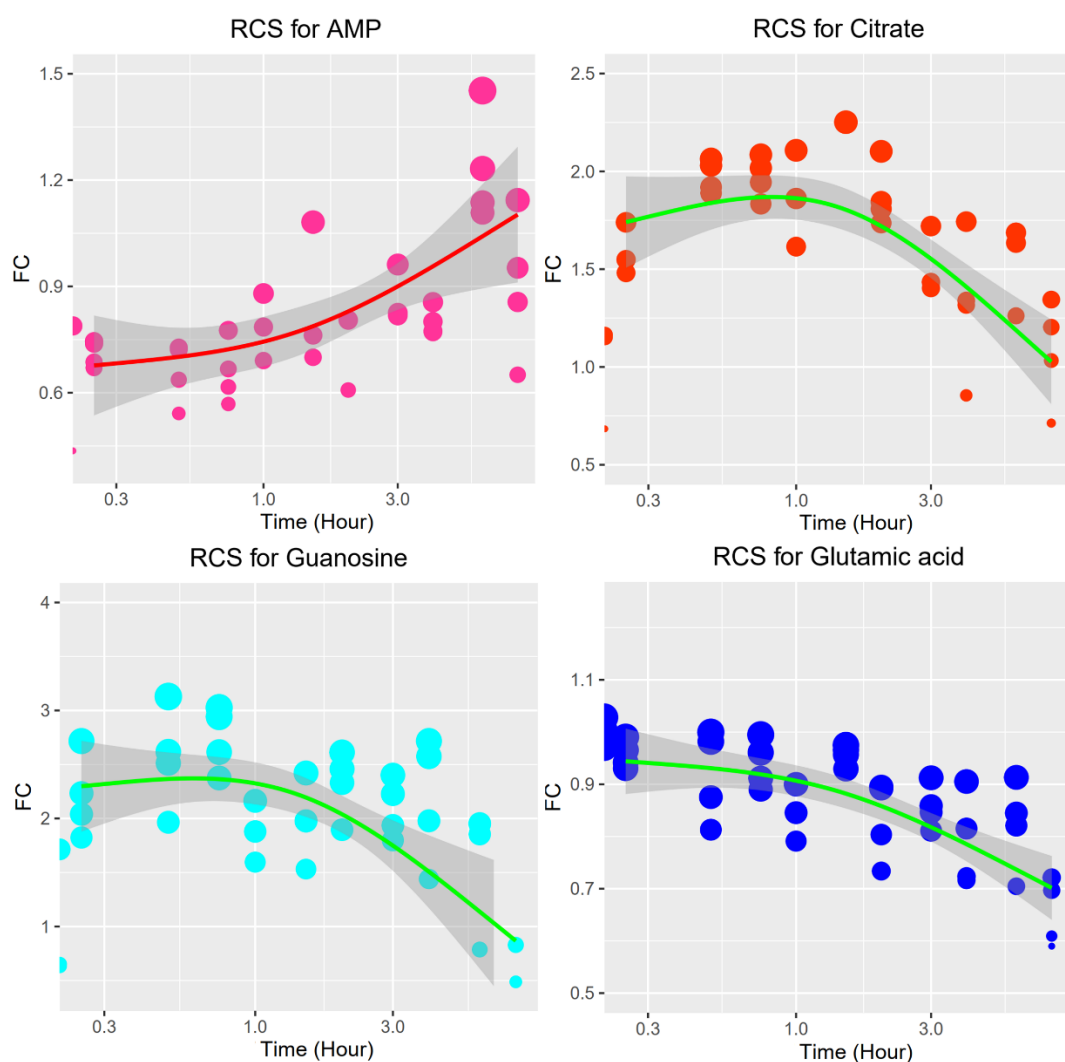 RCS for AMP
1.5
1.2
0.9
0.6
FC
0.3 1.0 3.0
Time (Hour)
RCS for Citrate
2.5
2.0
1.5
1.0
0.5
FC
0.3 1.0 3.0
Time (Hour)
RCS for Guanosine
4
3
2
1
FC
0.3 1.0 3.0
Time (Hour)
RCS for Glutamic acid
1.1
0.9
0.7
0.5
FC
0.3 1.0 3.0
Time (Hour)